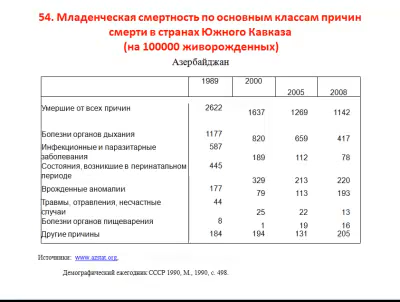 54. Младенческая смертность по основным классам причин
смерти в странах Южного Кавказа
(на 100000 живорожденных)
Азербайджан
1989 2000 2005 2008
Умершие от всех причин 2622 1637 1269 1142
Болезни органов дыхания 1177 820 659 417
Инфекционные и паразитарные 587
заболевания 189 112 78
Состояния, возникшие в перинатальном 445
периоде 329 213 220
Врожденные аномалии 177 79 113 193
Травмы, отравления, несчастные 44
случаи 25 22 13
Болезни органов пищеварения 8 1 19 16
Другие причины 184 194 131 205
Источники: www.azstat.org,
Демографический ежегодник СССР 1990, М., 1990, с. 498.